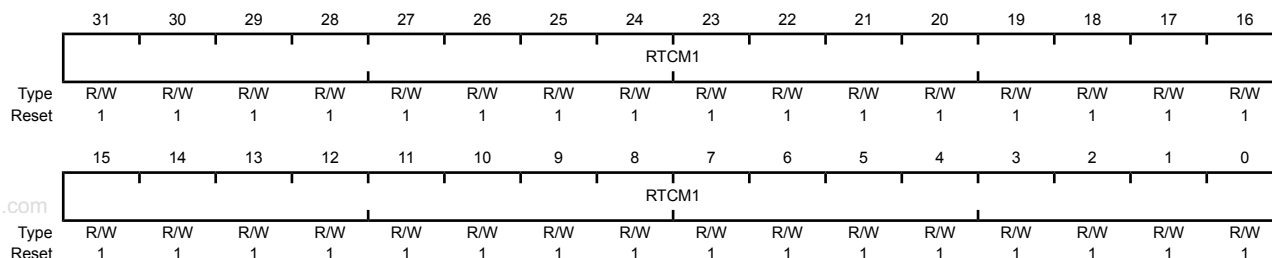 31 30 29 28 27 26 25 24 23 22 21 20 19 18 17 16
RTCM1
Type R/W R/W R/W R/W R/W R/W R/W R/W R/W R/W R/W R/W R/W R/W R/W R/W
Reset 1 1 1 1 1 1 1 1 1 1 1 1 1 1 1 1
15 14 13 12 11 10 9 8 7 6 5 4 3 2 1 0
RTCM1
.com
Type R/W R/W R/W R/W R/W R/W R/W R/W R/W R/W R/W R/W R/W R/W R/W R/W
Reset 1 1 1 1 1 1 1 1 1 1 1 1 1 1 1 1